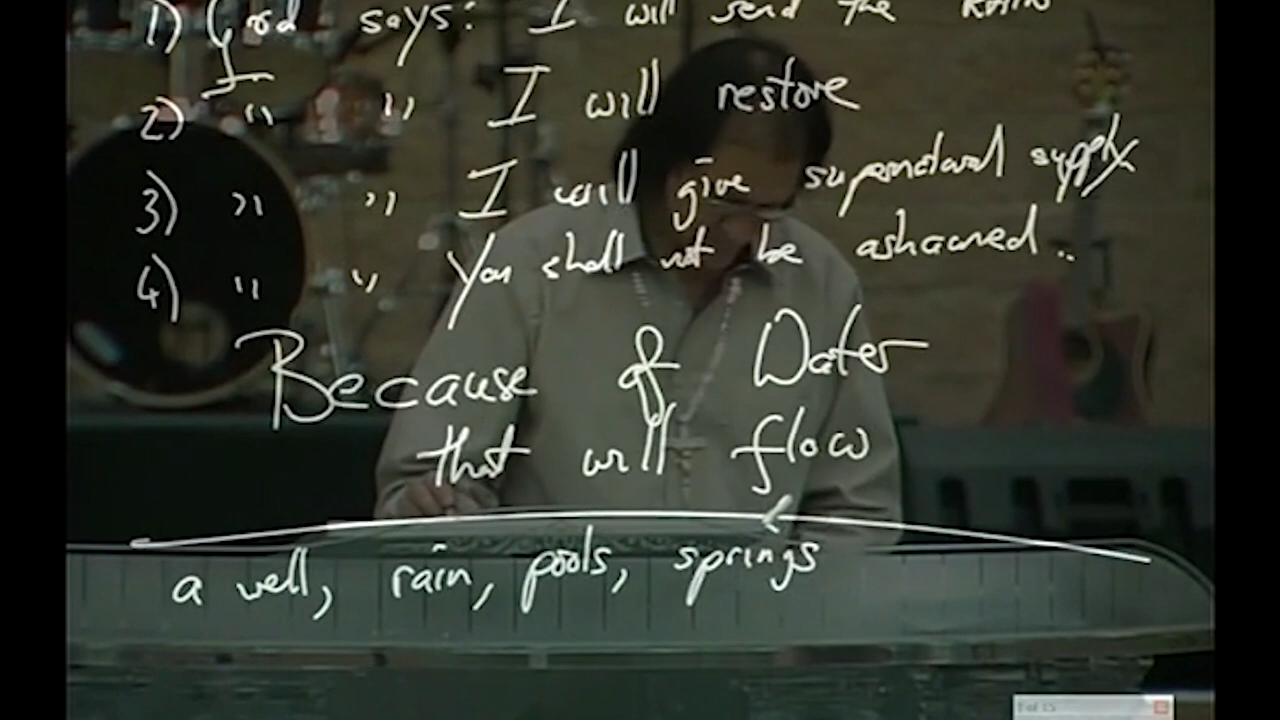 1) God says: I will send the rain
2) " " I will restore
3) " " I will give supernatural supply
4) " " You shall not be ashamed..
Because of Water
that will flow
a well, rain, pools, springs